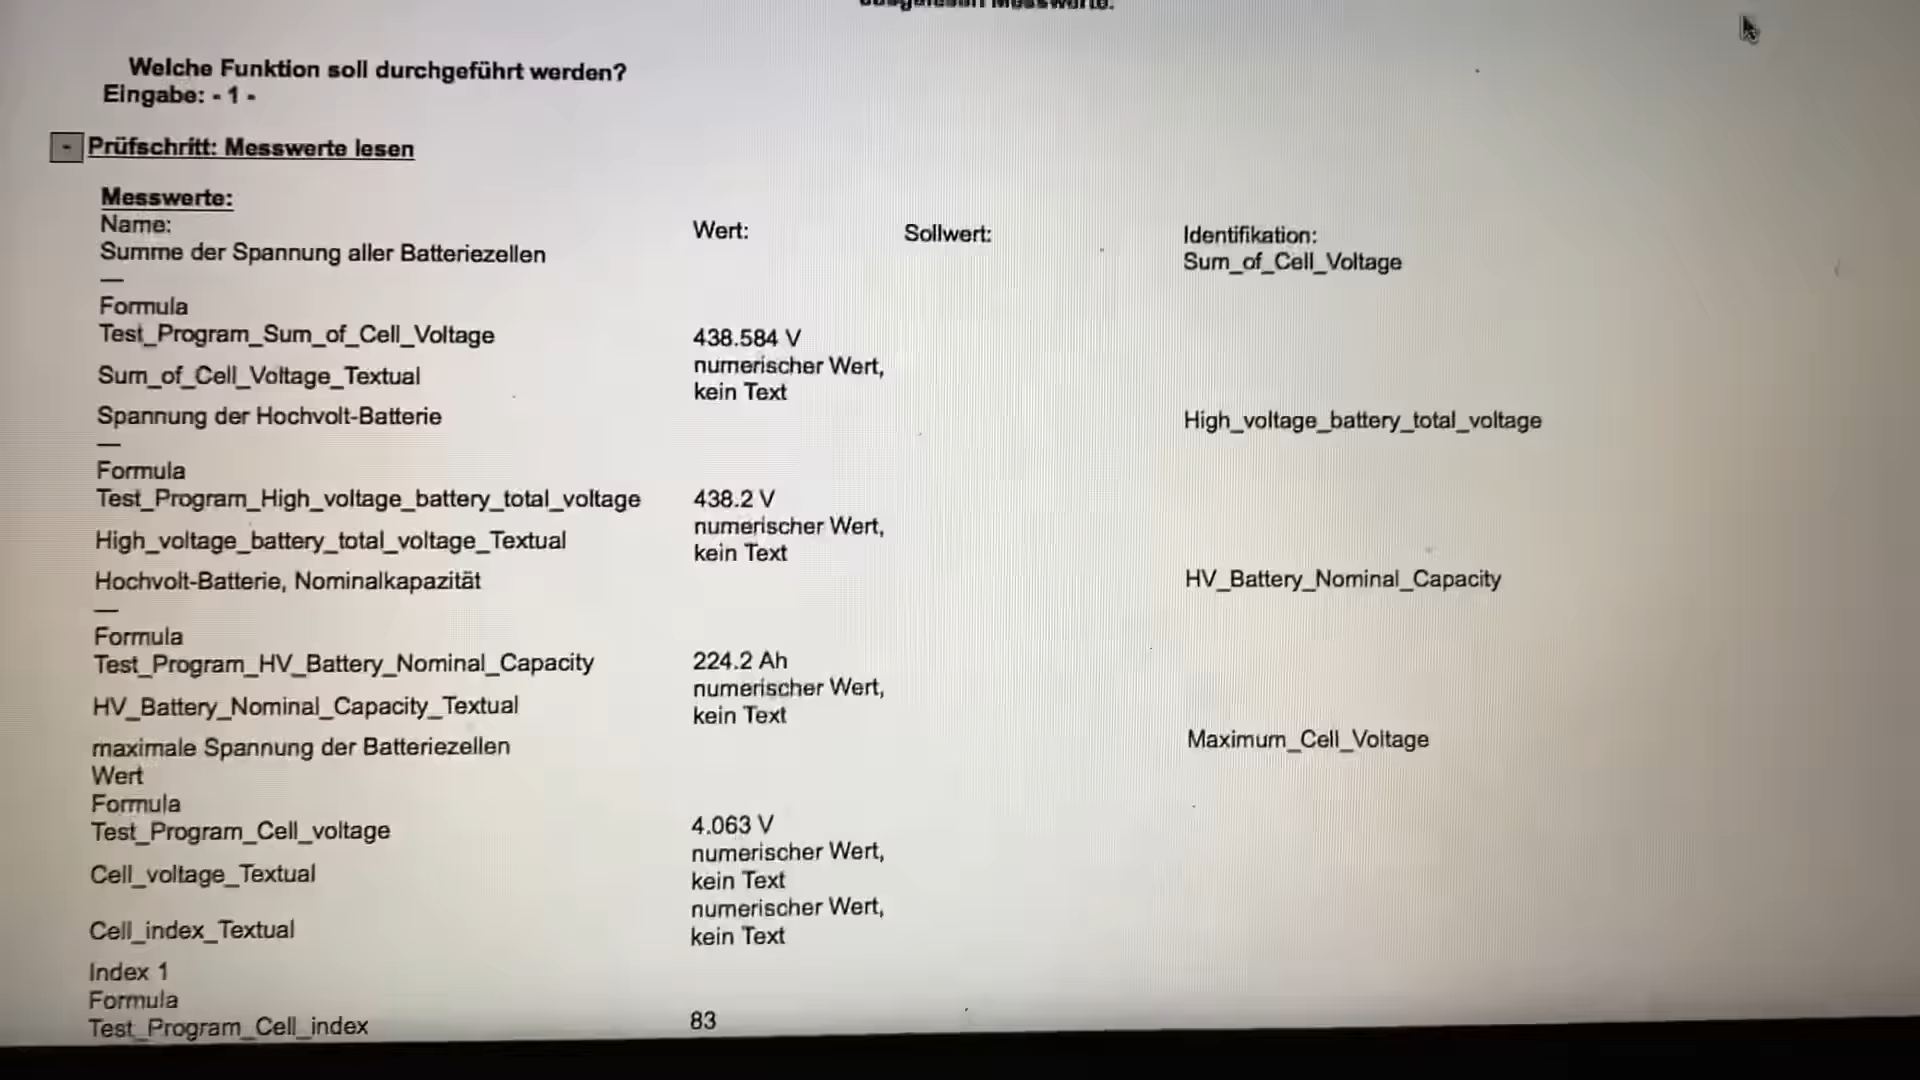 Welche Funktion soll durchgeführt werden?
Eingabe: - 1 -
- Prüfschritt: Messwerte lesen
Messwerte:
Name: Wert: Sollwert: Identifikation:
Summe der Spannung aller Batteriezellen Sum_of_Cell_Voltage
—
Formula
Test_Program_Sum_of_Cell_Voltage 438.584 V
Sum_of_Cell_Voltage_Textual numerischer Wert,
kein Text
Spannung der Hochvolt-Batterie High_voltage_battery_total_voltage
—
Formula
Test_Program_High_voltage_battery_total_voltage 438.2 V
High_voltage_battery_total_voltage_Textual numerischer Wert,
kein Text
Hochvolt-Batterie, Nominalkapazität HV_Battery_Nominal_Capacity
—
Formula
Test_Program_HV_Battery_Nominal_Capacity 224.2 Ah
HV_Battery_Nominal_Capacity_Textual numerischer Wert,
kein Text
maximale Spannung der Batteriezellen Maximum_Cell_Voltage
Wert
Formula
Test_Program_Cell_voltage 4.063 V
Cell_voltage_Textual numerischer Wert,
kein Text
Cell_index_Textual numerischer Wert,
kein Text
Index 1
Formula
Test_Program_Cell_index 83